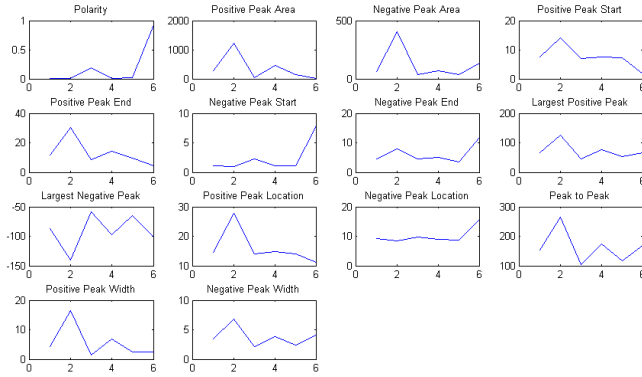 Polarity Positive Peak Area Negative Peak Area Positive Peak Start
1 2000 500 20
0.5 1000 10
0 0 0 0
0 2 4 6 0 2 4 6 0 2 4 6 0 2 4 6
Positive Peak End Negative Peak Start Negative Peak End Largest Positive Peak
40 10 20 200
20 5 10 100
0 0 0 0
0 2 4 6 0 2 4 6 0 2 4 6 0 2 4 6
Largest Negative Peak Positive Peak Location Negative Peak Location Peak to Peak
-50 30 20 300
-100 20 10 200
-150 10 0 100
0 2 4 6 0 2 4 6 0 2 4 6 0 2 4 6
Positive Peak Width Negative Peak Width
20 10
10 5
0 0
0 2 4 6 0 2 4 6